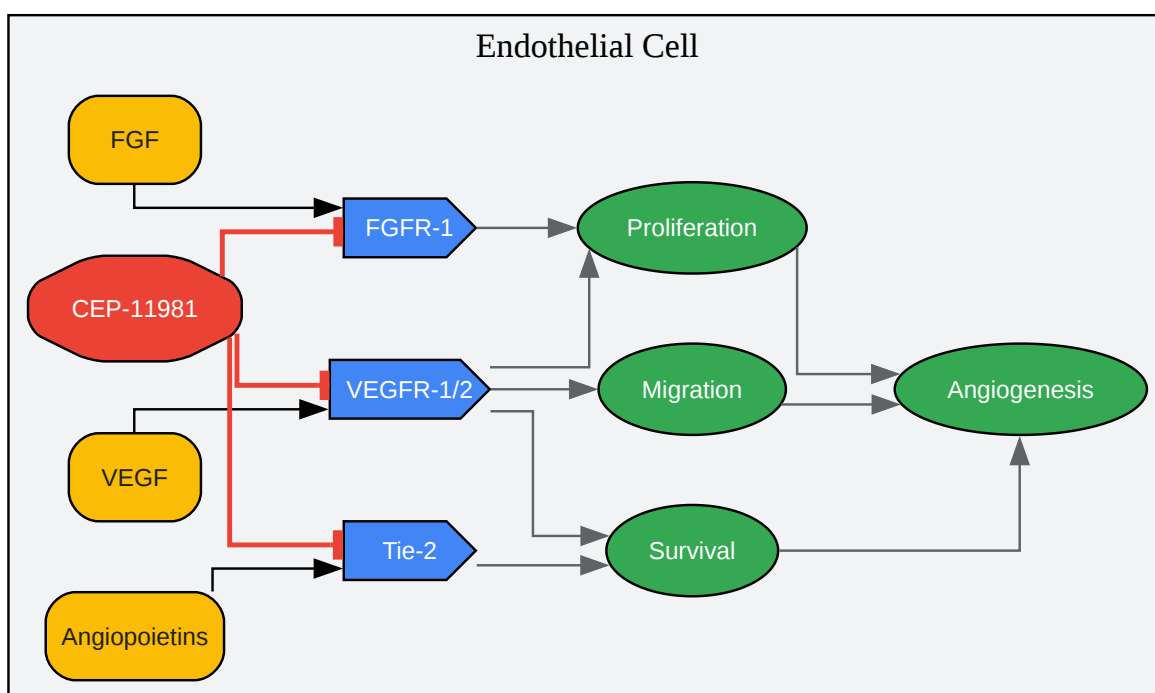 Endothelial Cell
FGF
FGFR-1
Proliferation
CEP-11981
VEGFR-1/2
Migration
Angiogenesis
VEGF
Tie-2
Survival
Angiopoietins